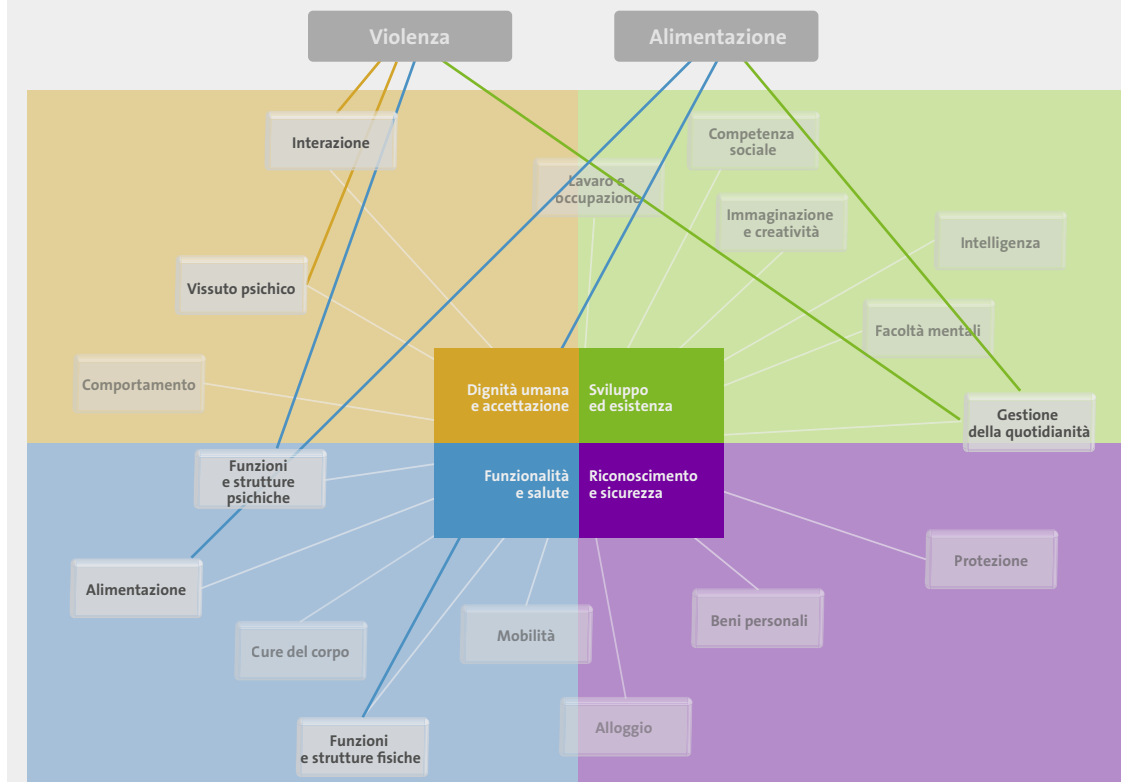 Violenza
Alimentazione
Interazione
Competenza
sociale
Lavaro e
occupazione
Immaginazione
e creatività
Intelligenza
Vissuto psichico
Facoltà mentali
Comportamento
Dignità umana
e accettazione
Sviluppo
ed esistenza
Gestione
della quotidianità
Funzioni
e strutture
psichiche
Funzionalità
e salute
Riconoscimento
e sicurezza
Alimentazione
Protezione
Cure del corpo
Mobilità
Beni personali
Alloggio
Funzioni
e strutture fisiche